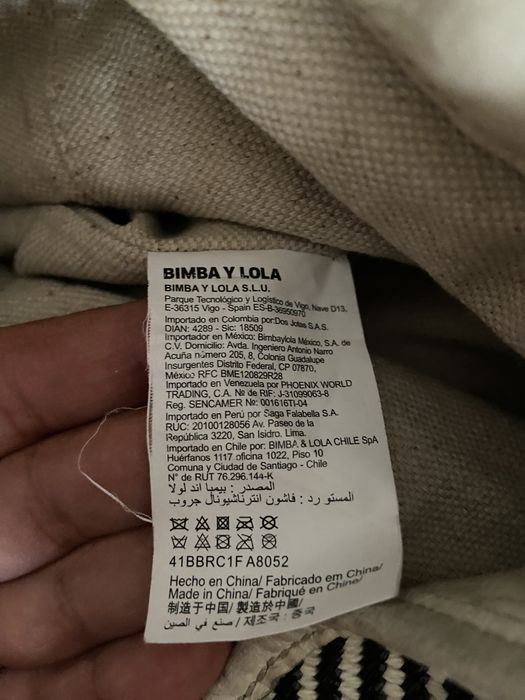 BIMBA Y LOLA
BIMBA Y LOLA S.L.U.
Parque Tecnológico y Logístico de Vigo, Nave D13,
E-36315 Vigo - Spain ES-B-36950970
Importado en Colombia por:Dos Jotas S.A.S.
DIAN: 4289 - Sic: 18509
Importador en México: Bimbaylola México, S.A. de
C.V. Domicilio: Avda. Ingeniero Antonio Narro
Acuña número 205, 8, Colonia Guadalupe
Insurgentes Distrito Federal, CP 07870,
México RFC BME120829R28
Importado en Venezuela por PHOENIX WORLD
TRADING, C.A. Nº de RIF: J-31099063-8
Reg. SENCAMER Nº: 001616TI-04
Importado en Perú por Saga Falabella S.A.
RUC: 20100128056 Av. Paseo de la
República 3220, San Isidro. Lima.
Importado en Chile por: BIMBA & LOLA CHILE SpA
Huérfanos 1117 oficina 1022, Piso 10
Comuna y Ciudad de Santiago - Chile
N° de RUT 76.296.144-K
المصدر : بيمبا اند لولا
المستو رد : فاشون انترناشيونال جروب
41BBRC1F A8052
Hecho en China/ Fabricado em China/
Made in China/ Fabriqué en Chine/
制造于中国/ 製造於中國/
صنع في الصين / 제조국 : 중국